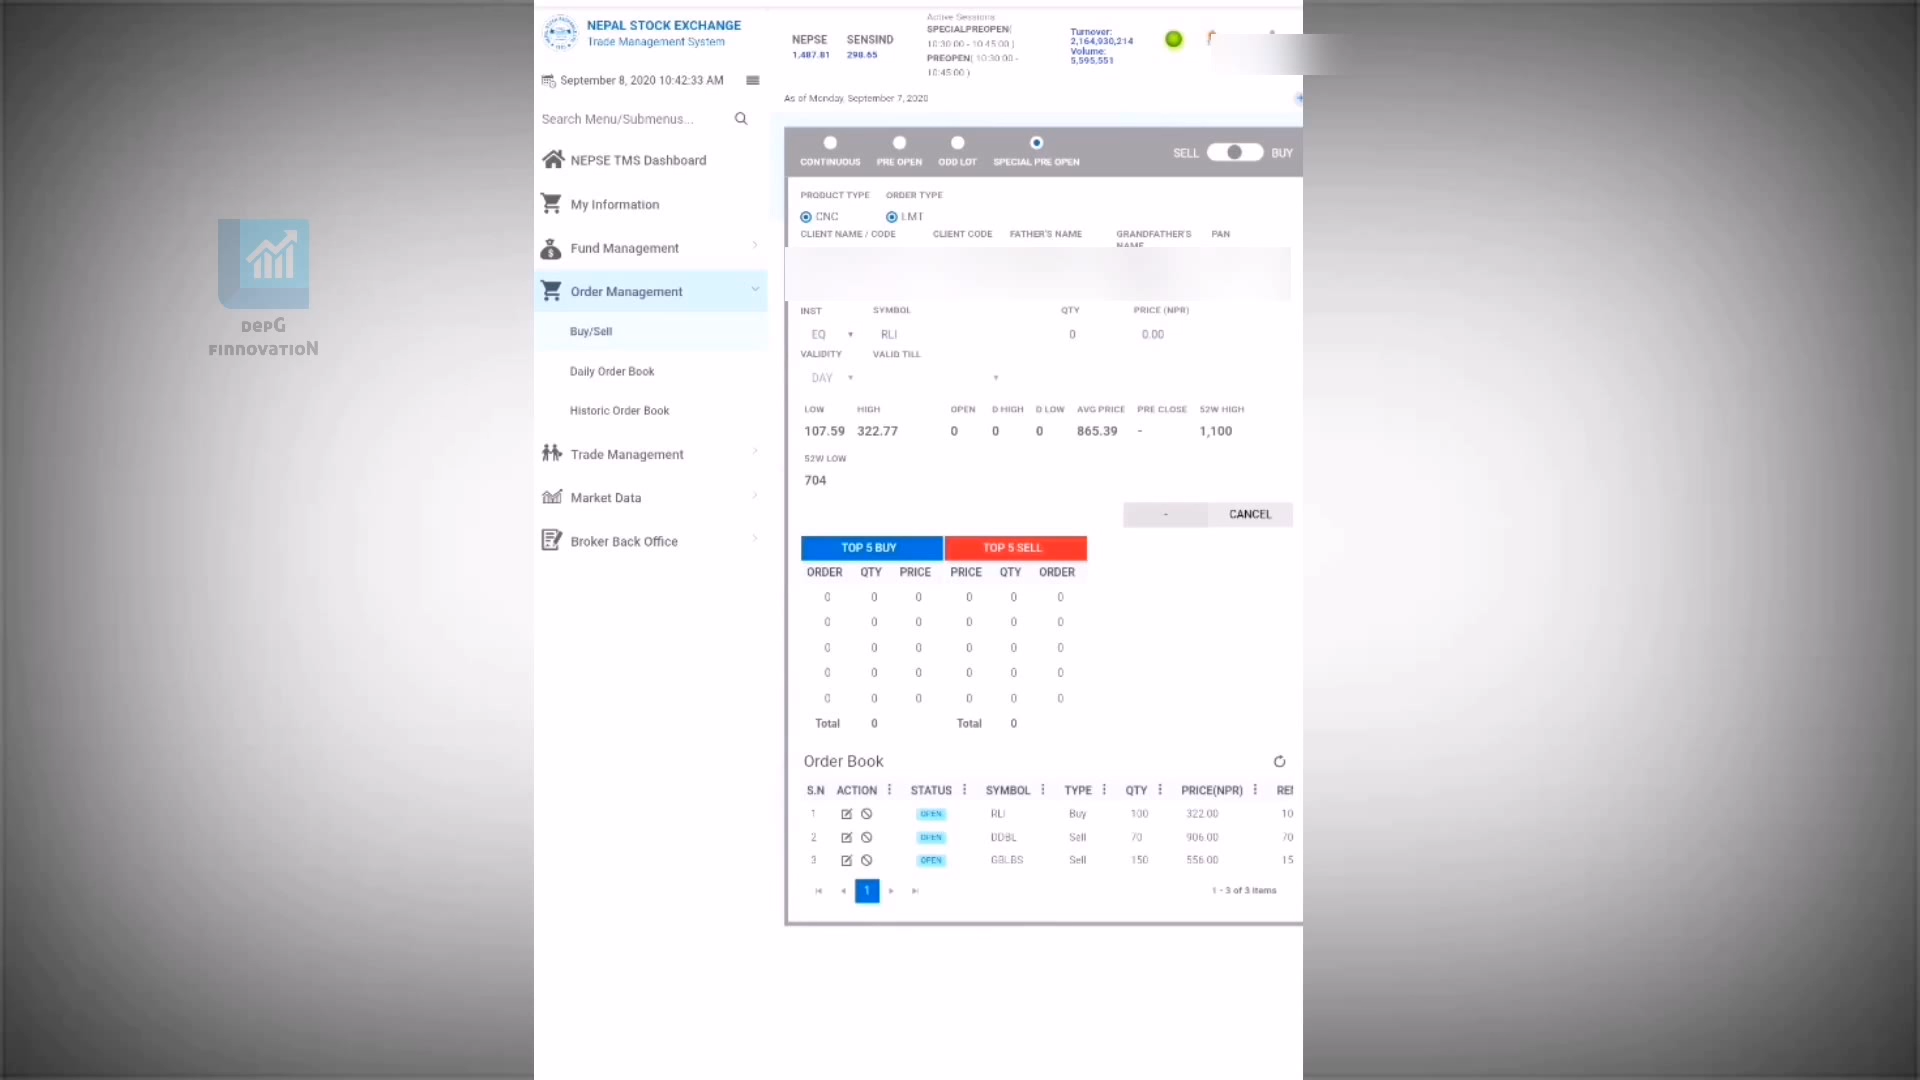 NEPAL STOCK EXCHANGE
Trade Management System
September 8, 2020 10:42:33 AM
Search Menu/Submenus...
NEPSE TMS Dashboard
My Information
Fund Management
Order Management
Buy/Sell
Daily Order Book
Historic Order Book
Trade Management
Market Data
Broker Back Office
DEPG
FINNOVATION
NEPSE SENSIND
1,487.81 298.65
Active Sessions
SPECIALPREOPEN(
10:30:00 - 10:45:00 )
PREOPEN( 10:30:00 -
10:45:00 )
Turnover:
2,164,930,214
Volume:
5,595,551
As of Monday, September 7, 2020
CONTINUOUS PRE OPEN ODD LOT SPECIAL PRE OPEN SELL BUY
PRODUCT TYPE ORDER TYPE
CNC LMT
CLIENT NAME / CODE CLIENT CODE FATHER'S NAME GRANDFATHER'S NAME PAN
INST SYMBOL QTY PRICE (NPR)
EQ RLI 0 0.00
VALIDITY VALID TILL
DAY
LOW HIGH OPEN D HIGH D LOW AVG PRICE PRE CLOSE 52W HIGH
107.59 322.77 0 0 0 865.39 - 1,100
52W LOW
704
- CANCEL
TOP 5 BUY TOP 5 SELL
ORDER QTY PRICE PRICE QTY ORDER
0 0 0 0 0 0
0 0 0 0 0 0
0 0 0 0 0 0
0 0 0 0 0 0
0 0 0 0 0 0
Total 0 Total 0
Order Book
S.N ACTION STATUS SYMBOL TYPE QTY PRICE(NPR) REM
1 OPEN RLI Buy 100 322.00 10
2 OPEN DDBL Sell 70 906.00 70
3 OPEN GBLBS Sell 150 556.00 15
1
1 - 3 of 3 items